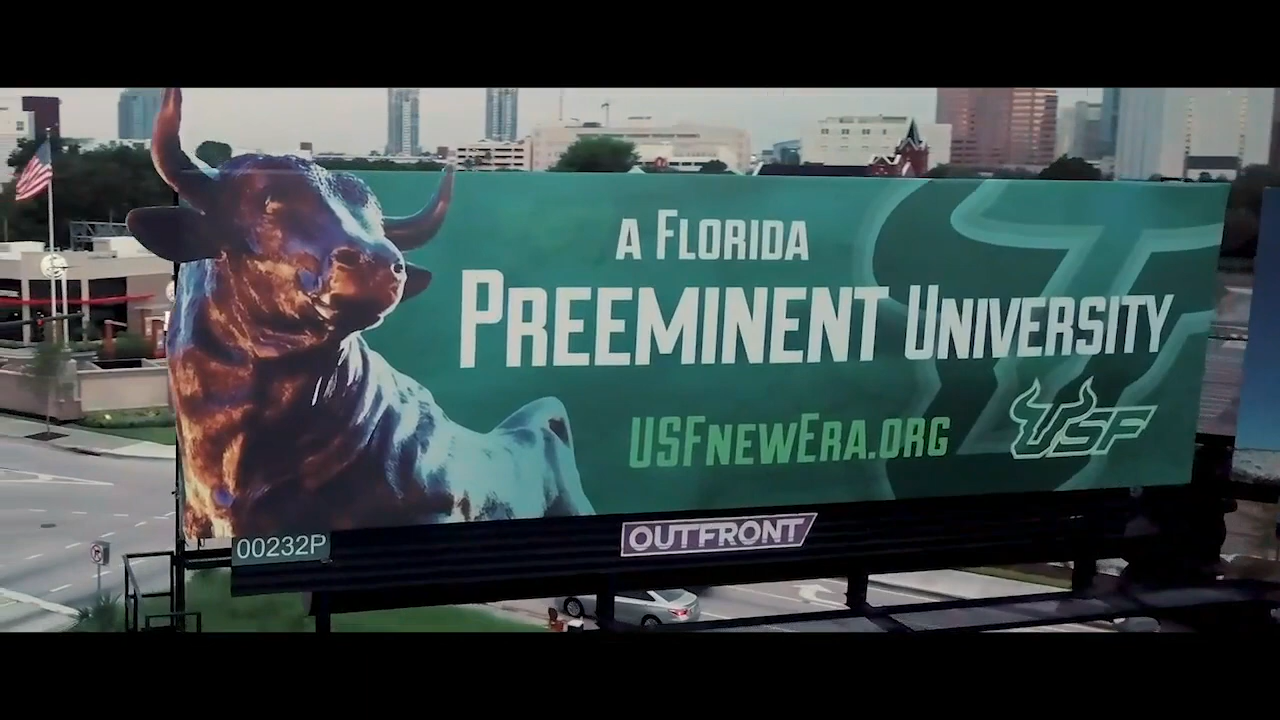 A FLORIDA
PREEMINENT UNIVERSITY
USFNEWERA.ORG
USF
OUTFRONT
00232P